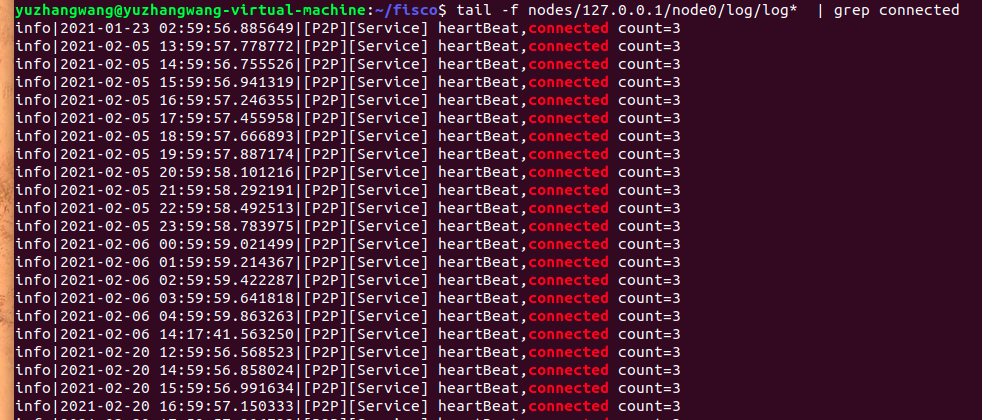 yuzhangwang@yuzhangwang-virtual-machine:~/fisco$ tail -f nodes/127.0.0.1/node0/log/log*  | grep connected
info|2021-01-23 02:59:56.885649|[P2P][Service] heartBeat,connected count=3
info|2021-02-05 13:59:57.778772|[P2P][Service] heartBeat,connected count=3
info|2021-02-05 14:59:56.755526|[P2P][Service] heartBeat,connected count=3
info|2021-02-05 15:59:56.941319|[P2P][Service] heartBeat,connected count=3
info|2021-02-05 16:59:57.246355|[P2P][Service] heartBeat,connected count=3
info|2021-02-05 17:59:57.455958|[P2P][Service] heartBeat,connected count=3
info|2021-02-05 18:59:57.666893|[P2P][Service] heartBeat,connected count=3
info|2021-02-05 19:59:57.887174|[P2P][Service] heartBeat,connected count=3
info|2021-02-05 20:59:58.101216|[P2P][Service] heartBeat,connected count=3
info|2021-02-05 21:59:58.292191|[P2P][Service] heartBeat,connected count=3
info|2021-02-05 22:59:58.492513|[P2P][Service] heartBeat,connected count=3
info|2021-02-05 23:59:58.783975|[P2P][Service] heartBeat,connected count=3
info|2021-02-06 00:59:59.021499|[P2P][Service] heartBeat,connected count=3
info|2021-02-06 01:59:59.214367|[P2P][Service] heartBeat,connected count=3
info|2021-02-06 02:59:59.422287|[P2P][Service] heartBeat,connected count=3
info|2021-02-06 03:59:59.641818|[P2P][Service] heartBeat,connected count=3
info|2021-02-06 04:59:59.863263|[P2P][Service] heartBeat,connected count=3
info|2021-02-06 14:17:41.563250|[P2P][Service] heartBeat,connected count=3
info|2021-02-20 12:59:56.568523|[P2P][Service] heartBeat,connected count=3
info|2021-02-20 14:59:56.858024|[P2P][Service] heartBeat,connected count=3
info|2021-02-20 15:59:56.991634|[P2P][Service] heartBeat,connected count=3
info|2021-02-20 16:59:57.150333|[P2P][Service] heartBeat,connected count=3